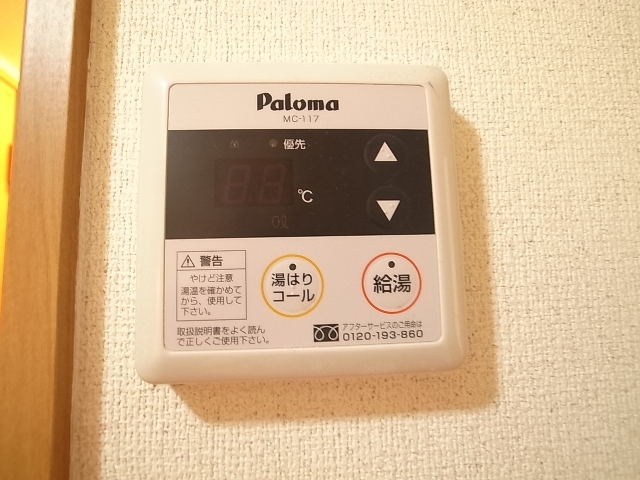 Paloma
MC-117
優先
88
℃
⚠ 警告
やけど注意
湯温を確かめて
から、使用して
下さい。
取扱説明書をよく読ん
で正しくご使用下さい。
湯はり
コール
給湯
アフターサービスのご用命は
0120-193-860